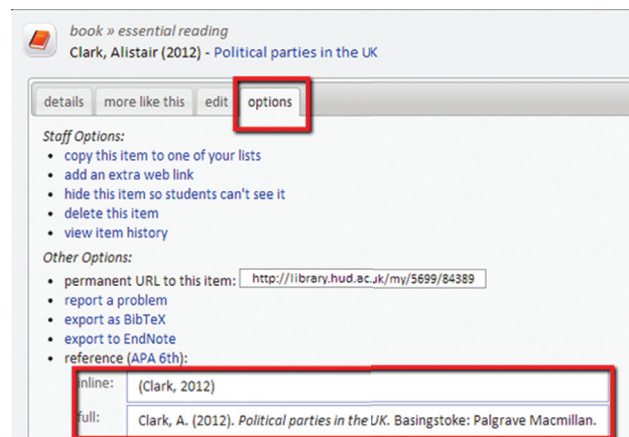 book » essential reading
Clark, Alistair (2012) - Political parties in the UK
details more like this edit options
Staff Options:
• copy this item to one of your lists
• add an extra web link
• hide this item so students can't see it
• delete this item
• view item history
Other Options:
• permanent URL to this item: http://library.hud.ac.uk/my/5699/84389
• report a problem
• export as BibTeX
• export to EndNote
• reference (APA 6th):
inline: (Clark, 2012)
full: Clark, A. (2012). Political parties in the UK. Basingstoke: Palgrave Macmillan.